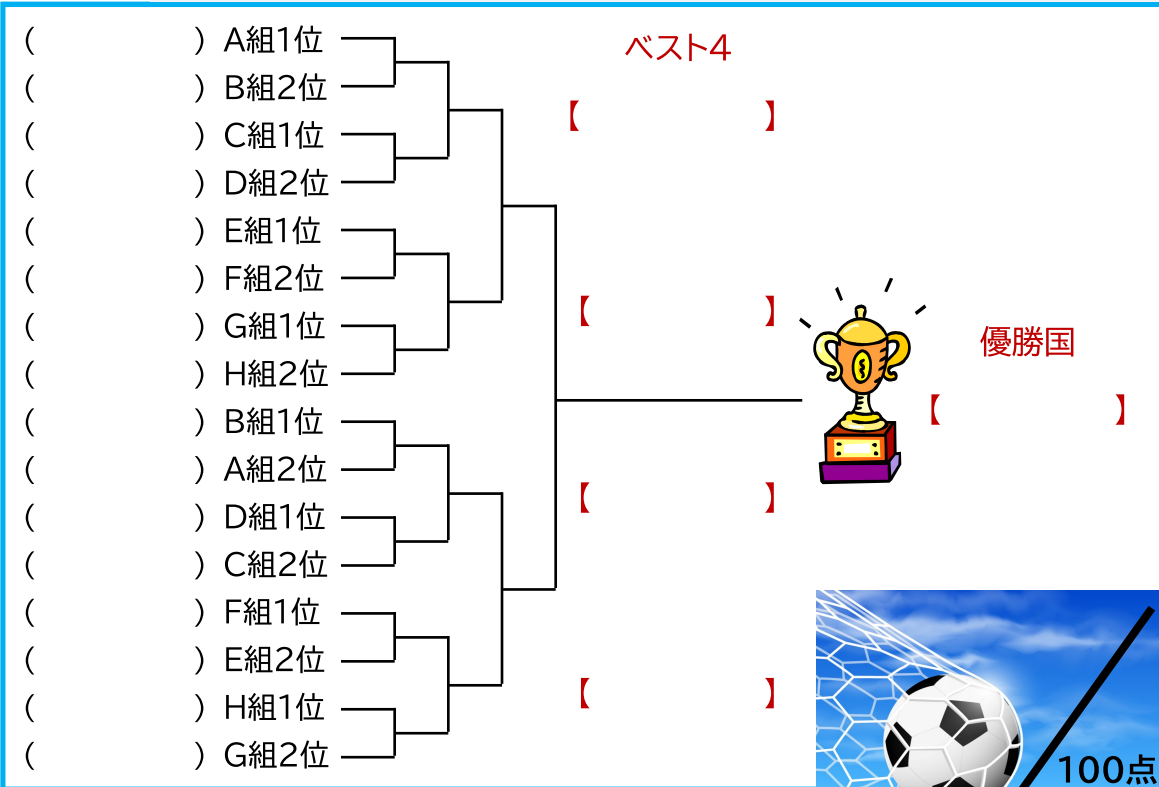 (　　　　) A組1位
(　　　　) B組2位
(　　　　) C組1位
(　　　　) D組2位
(　　　　) E組1位
(　　　　) F組2位
(　　　　) G組1位
(　　　　) H組2位
(　　　　) B組1位
(　　　　) A組2位
(　　　　) D組1位
(　　　　) C組2位
(　　　　) F組1位
(　　　　) E組2位
(　　　　) H組1位
(　　　　) G組2位
ベスト4
【　　　　】
【　　　　】
【　　　　】
【　　　　】
優勝国
【　　　　】
100点